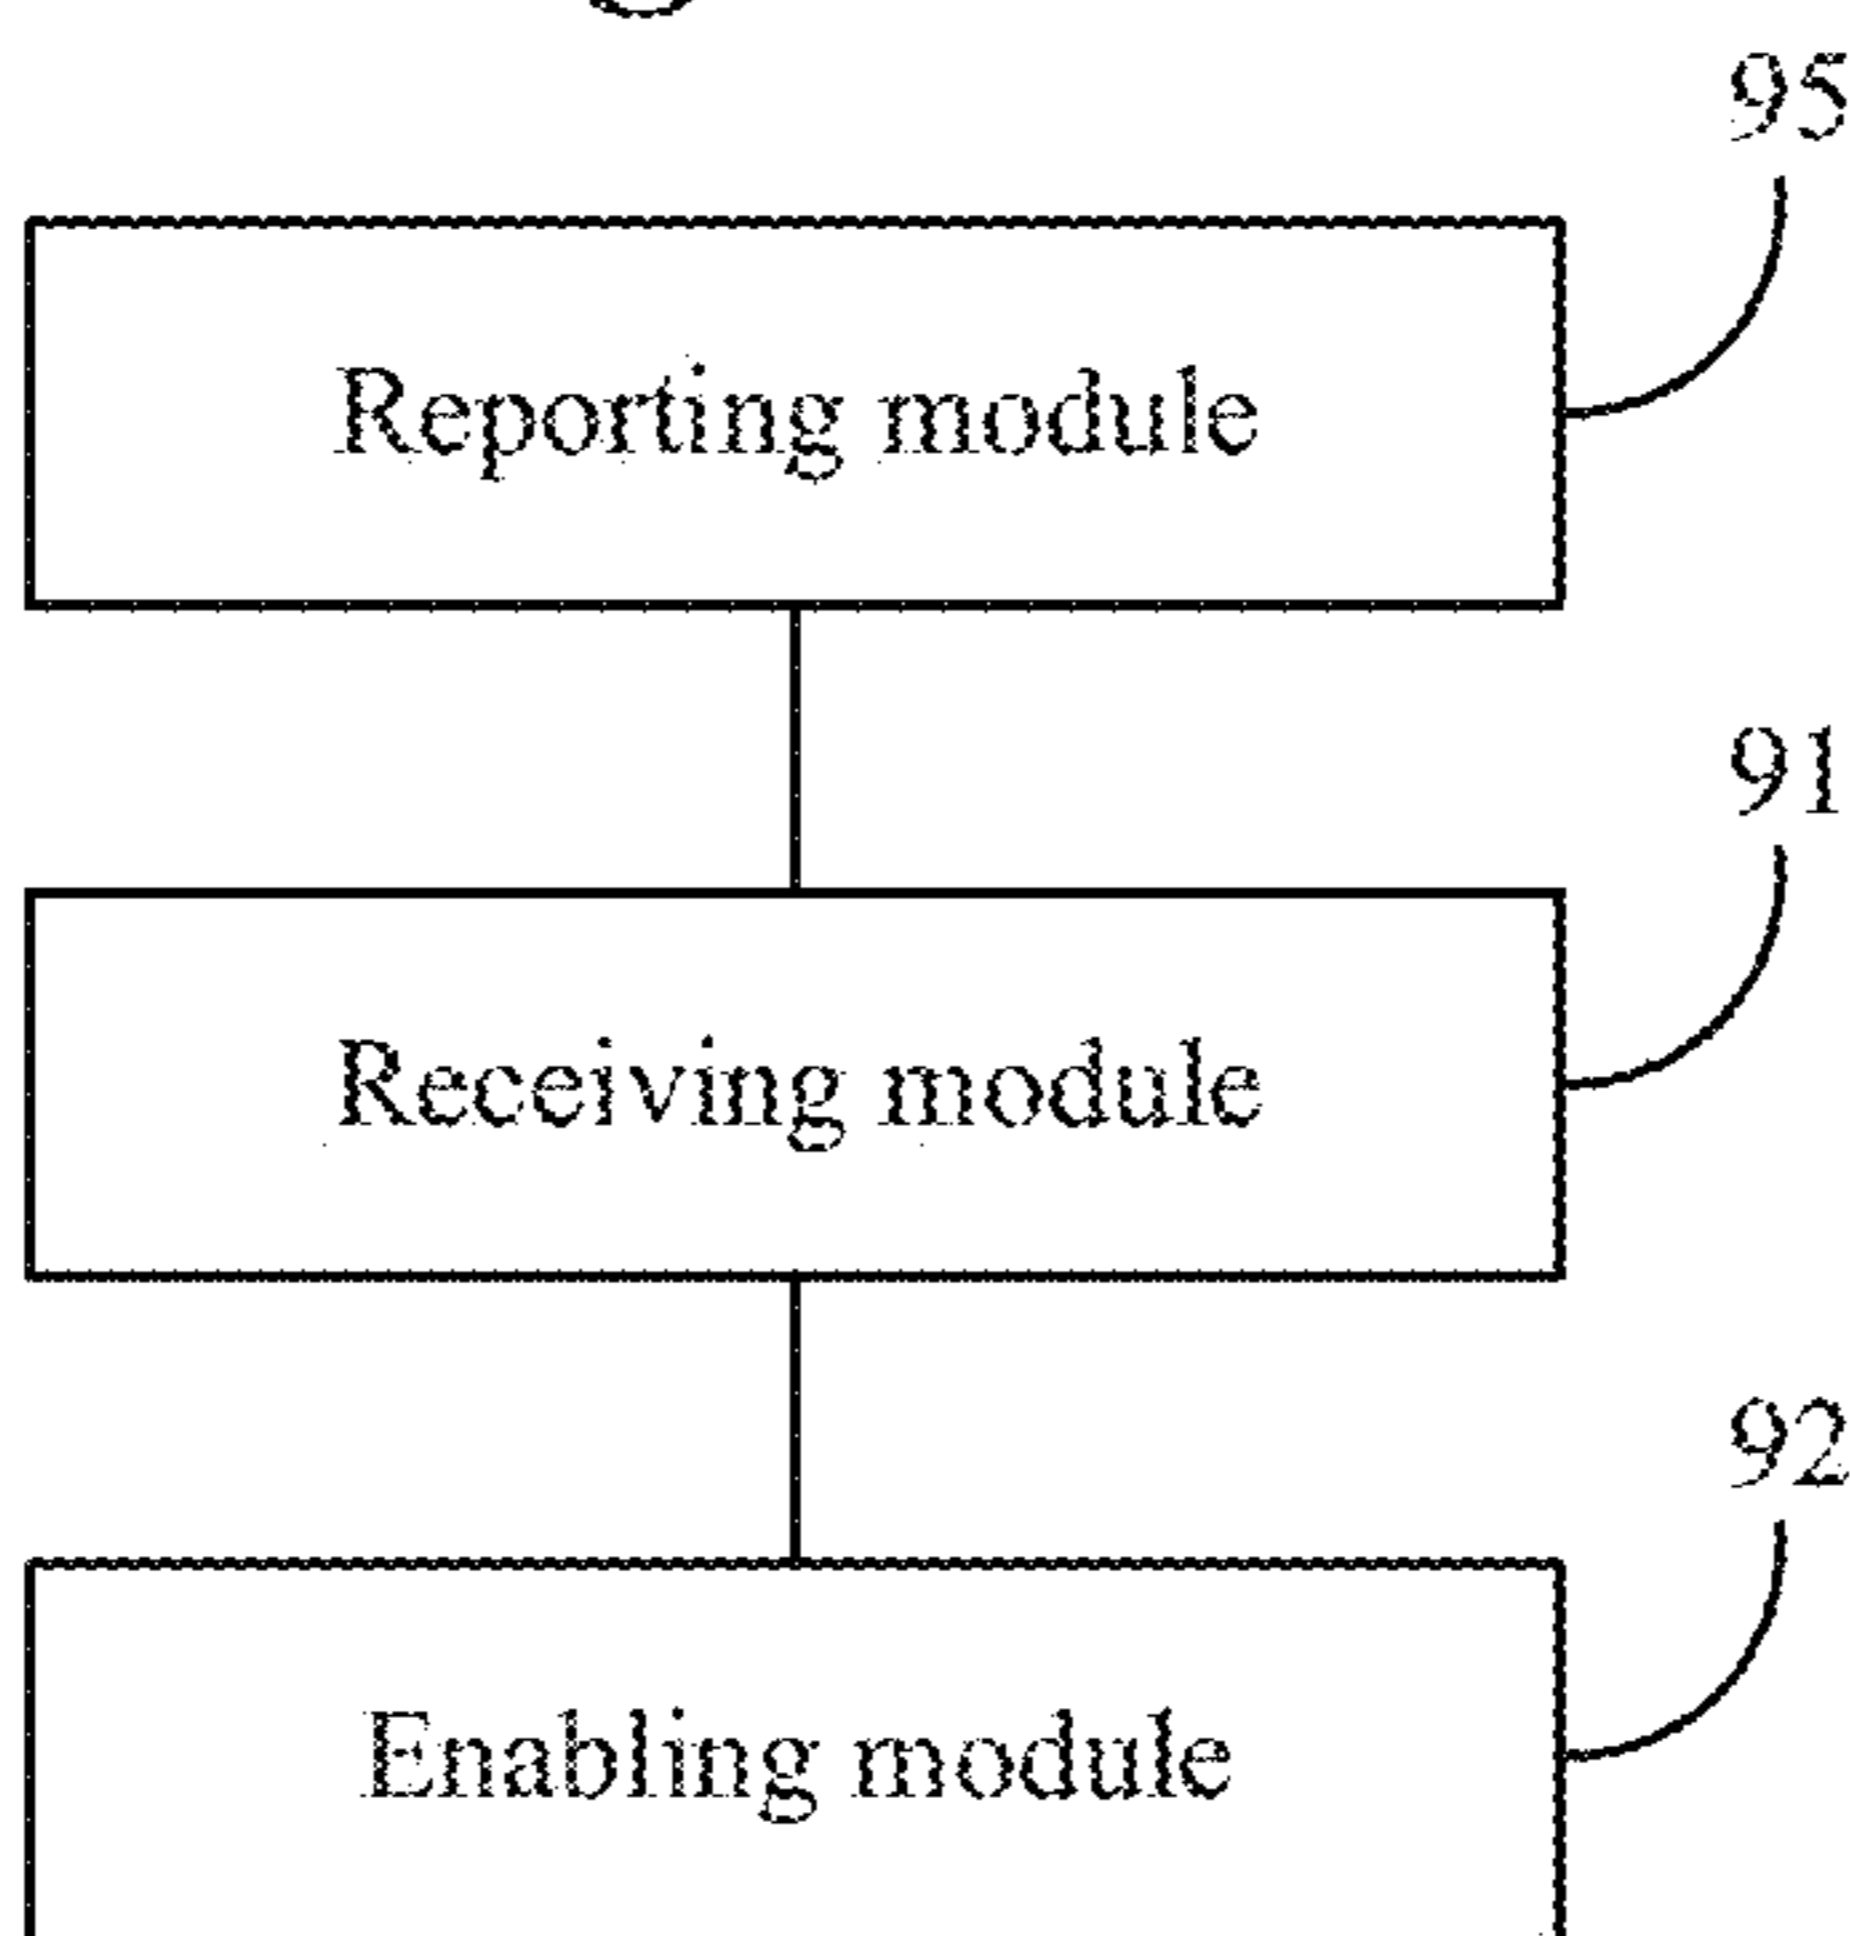 95
Reporting module
91
Receiving module
92
Enabling module